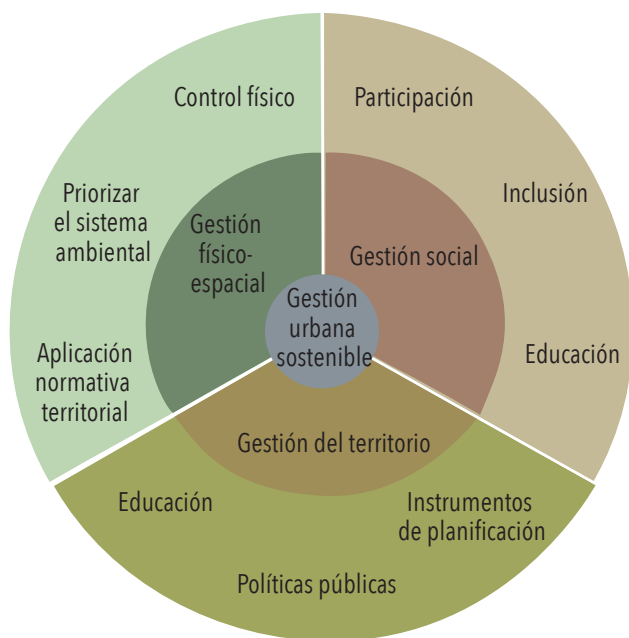 Control físico
Participación
Priorizar
el sistema
ambiental
Inclusión
Gestión
físico-
espacial
Gestión social
Gestión
urbana
sostenible
Aplicación
normativa
territorial
Educación
Gestión del territorio
Educación
Instrumentos
de planificación
Políticas públicas